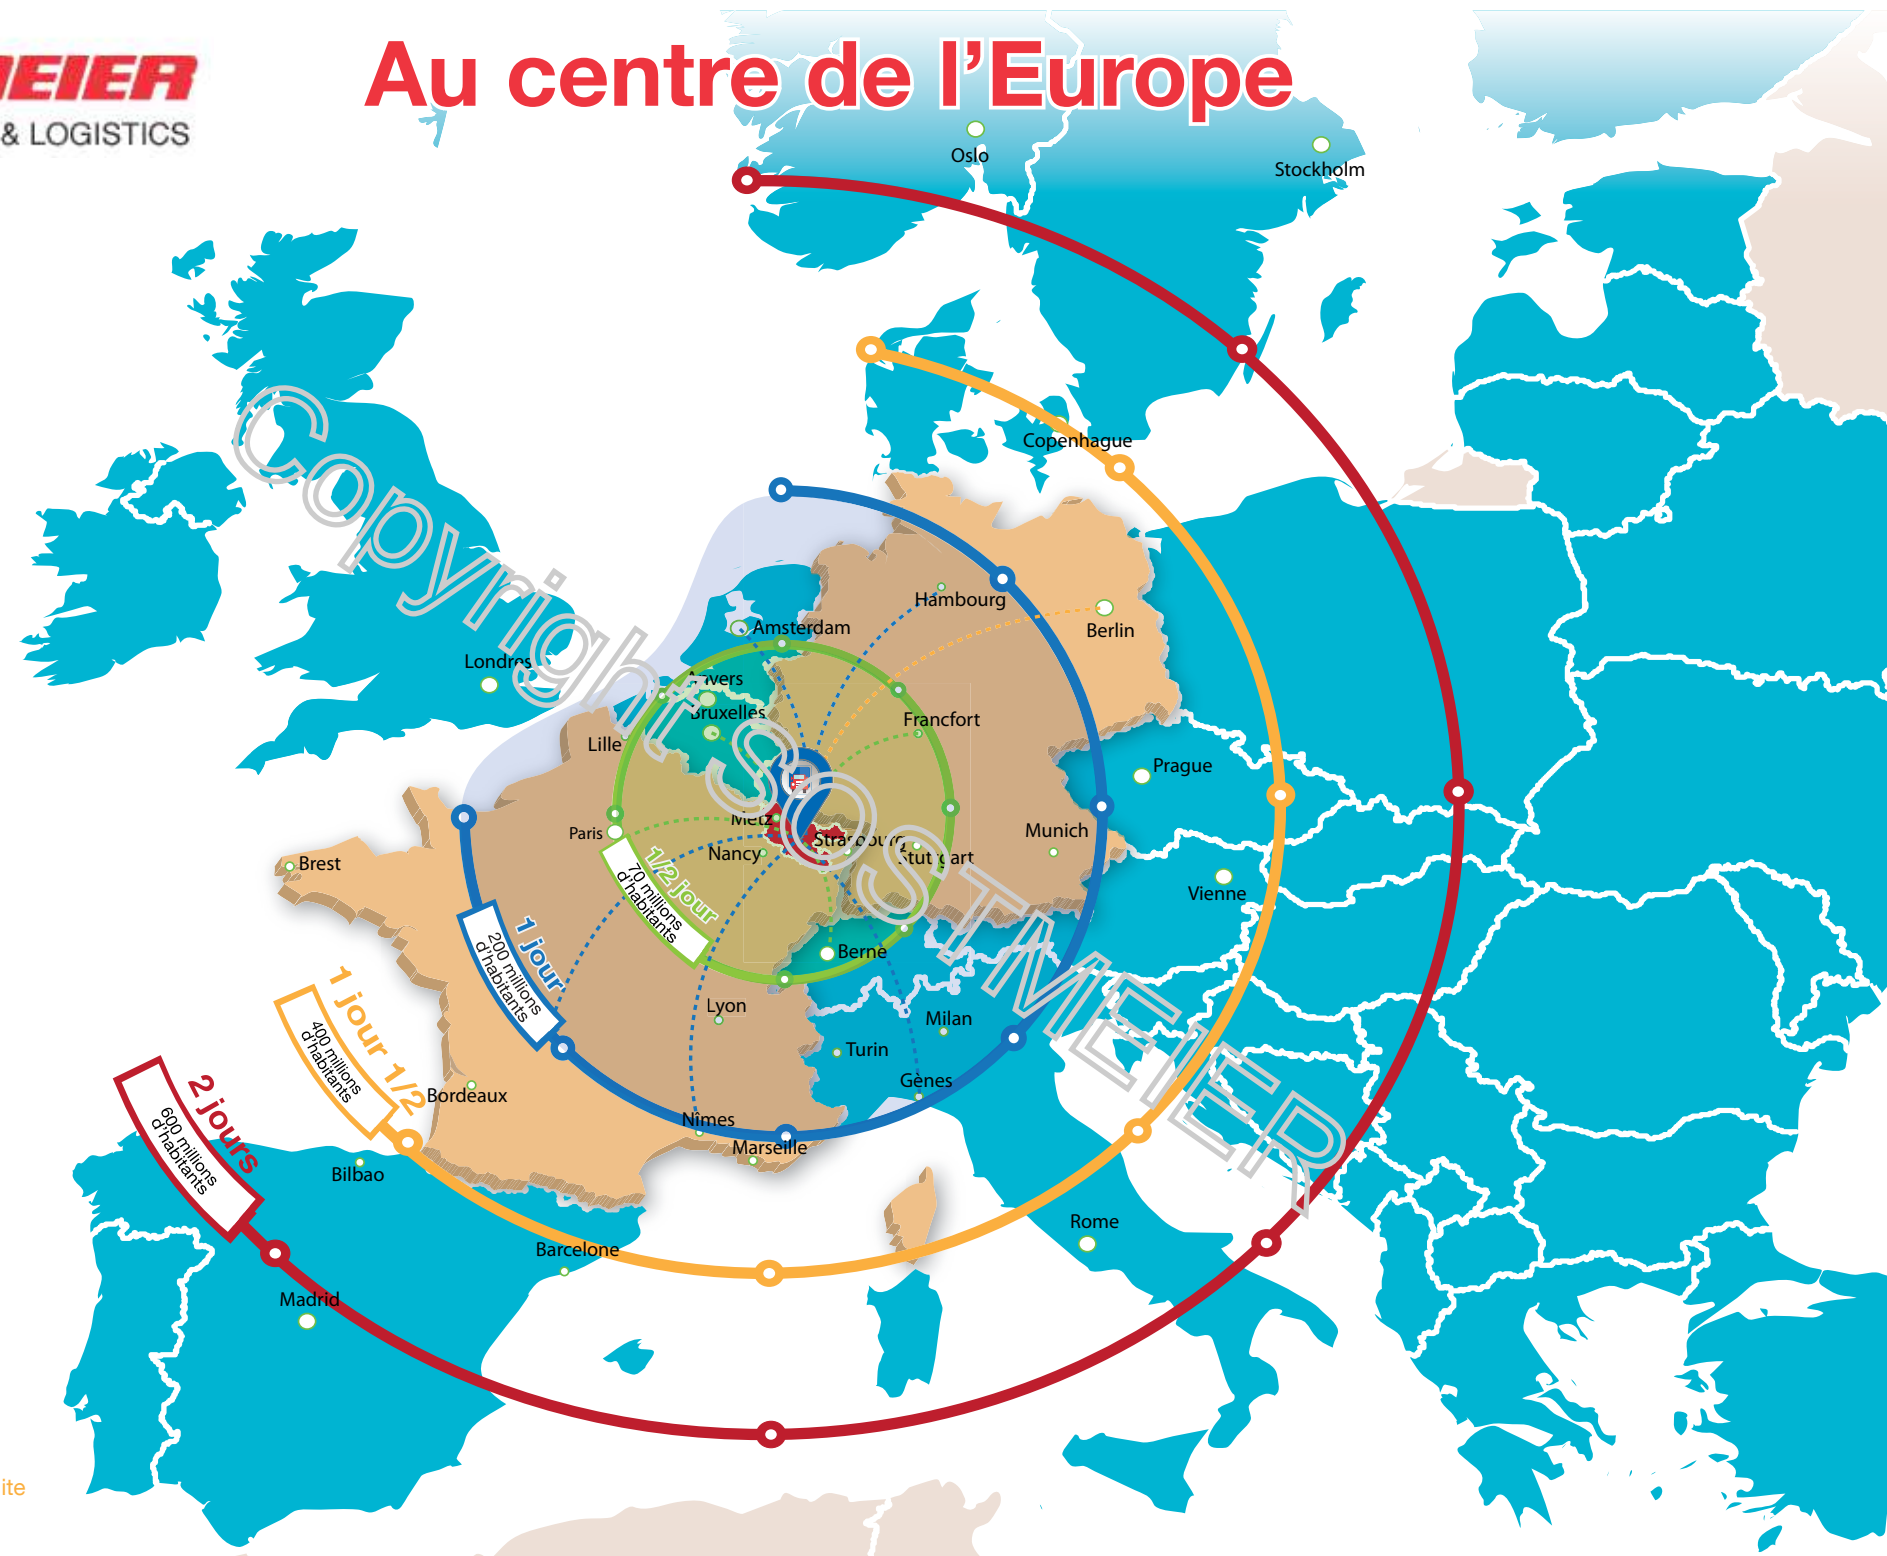 EIER
& LOGISTICS
Au centre de l’Europe
Oslo
Stockholm
Copenhague
Hambourg
Berlin
Amsterdam
Londres
Anvers
Bruxelles
Francfort
Lille
Prague
Metz
Paris
Strasbourg
Munich
Nancy
Stuttgart
Brest
Vienne
1/2 jour
70 millions
d’habitants
1 jour
200 millions
d’habitants
Berne
1 jour 1/2
400 millions
d’habitants
Lyon
Milan
Turin
Gènes
Bordeaux
2 jours
600 millions
d’habitants
Nîmes
Marseille
Bilbao
Rome
Barcelone
Madrid
ite
Copyright SOSTMEIER